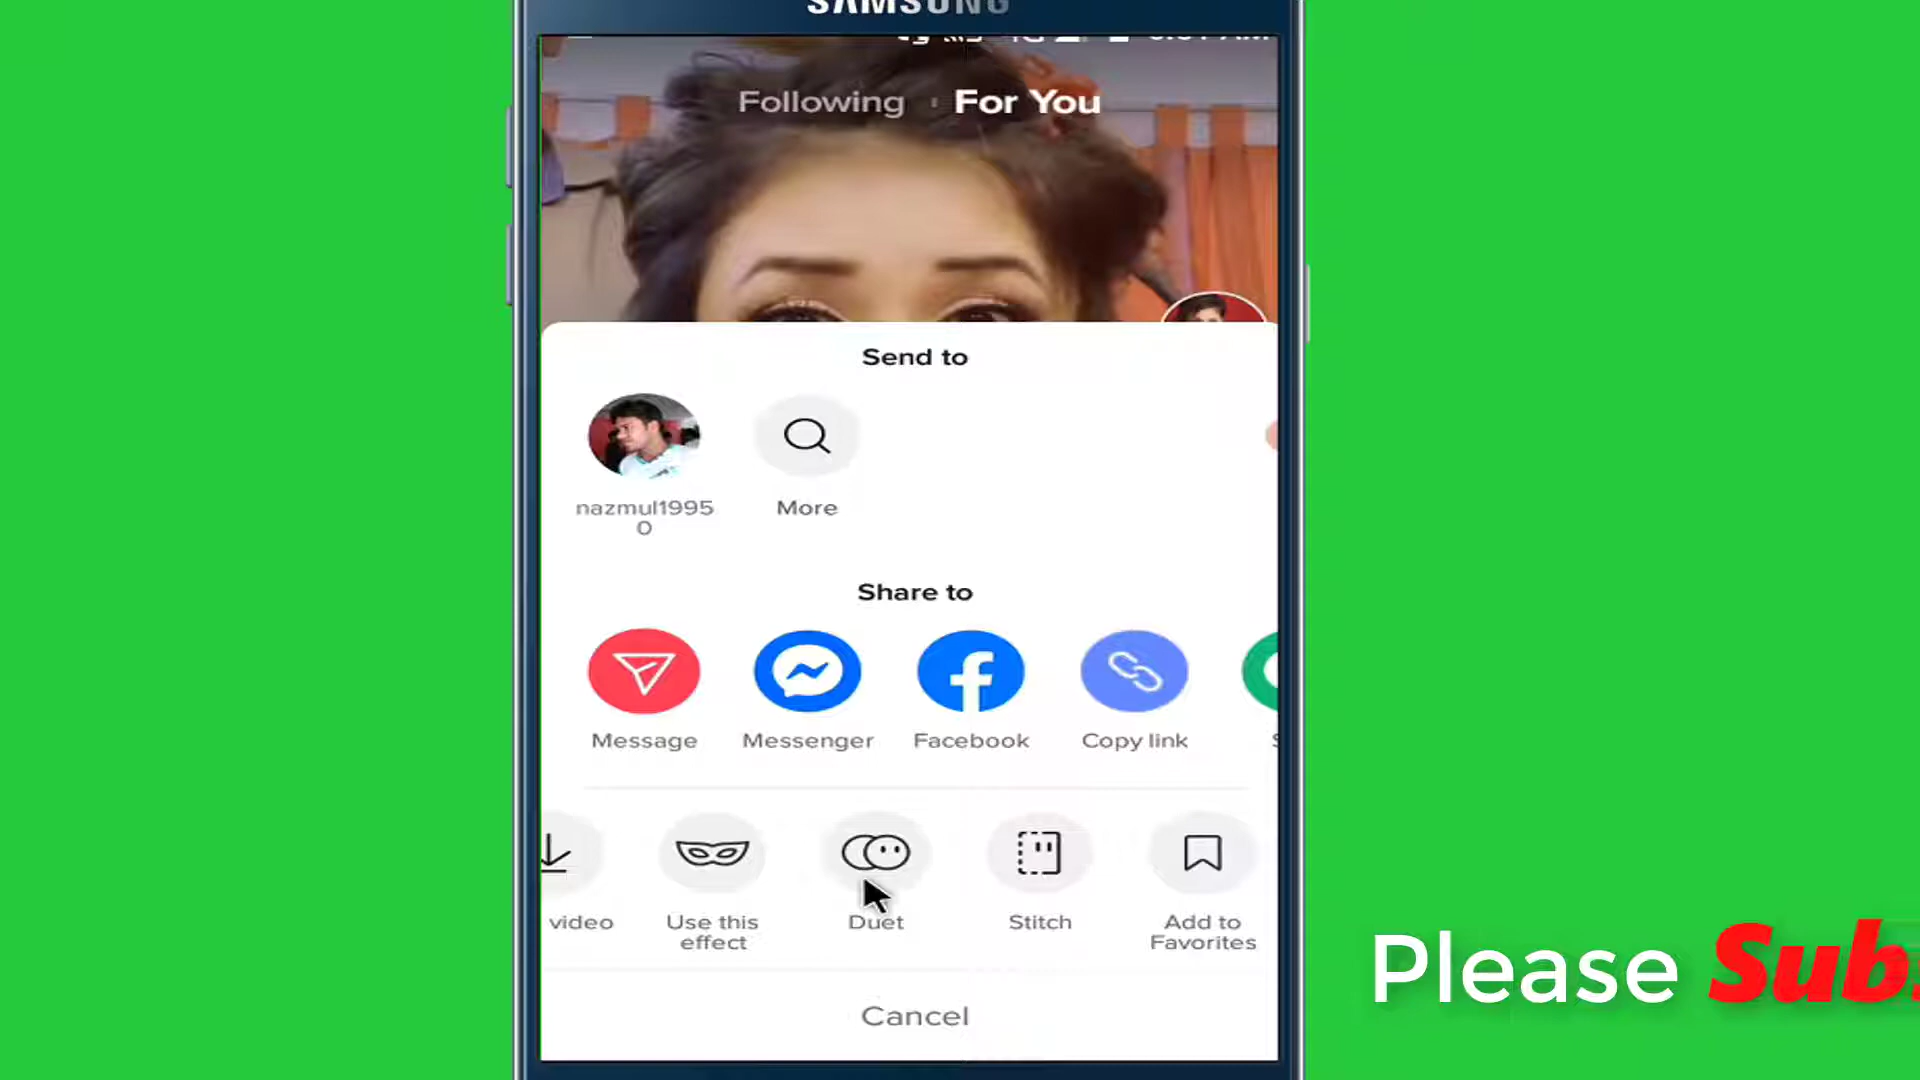 SAMSUNG
Following
For You
Send to
nazmul1995
0
More
Share to
Message
Messenger
Facebook
Copy link
video
Use this
effect
Duet
Stitch
Add to
Favorites
Cancel
Please Sub